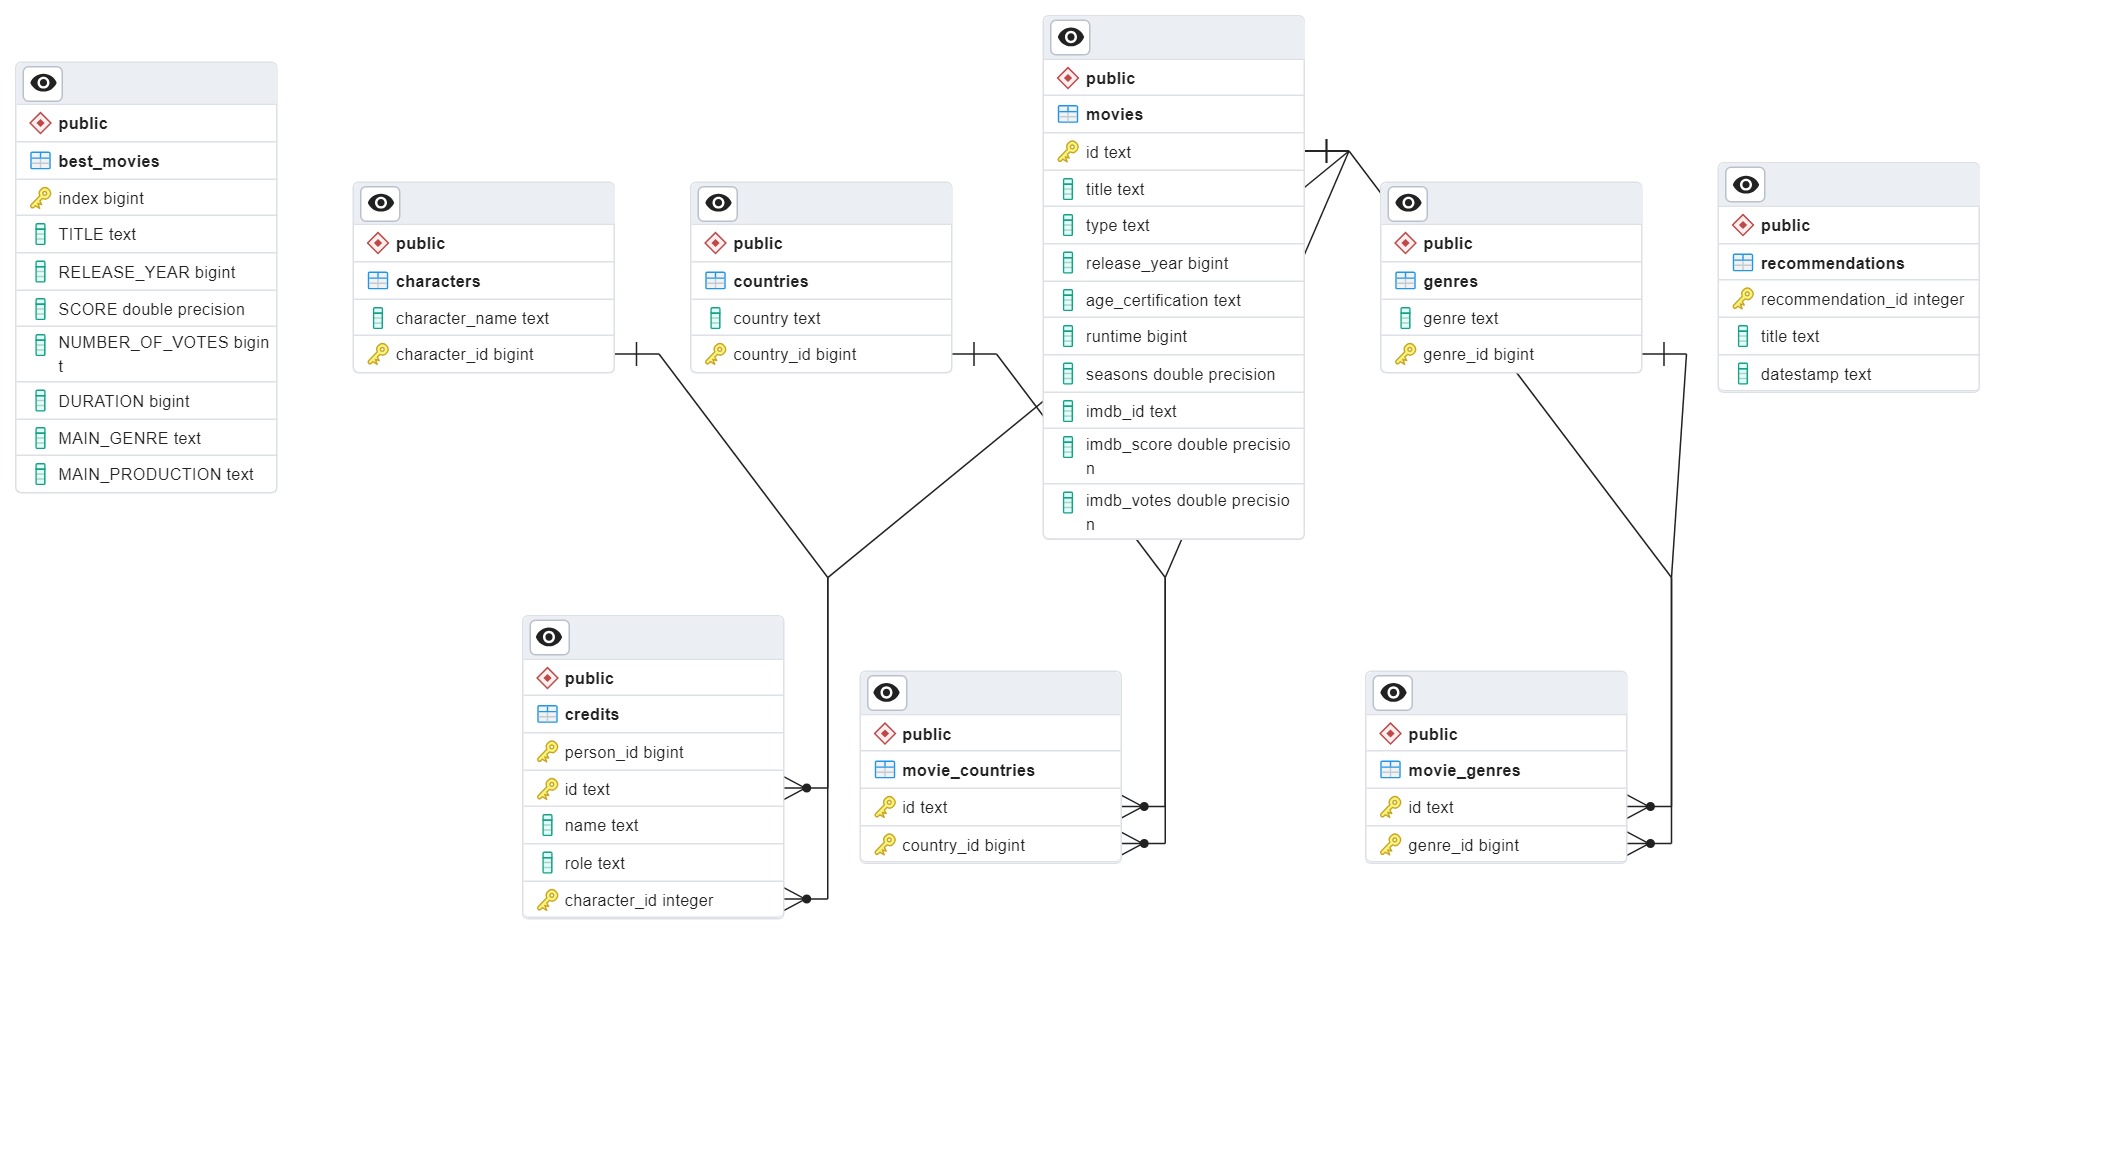 public
best_movies
index bigint
TITLE text
RELEASE_YEAR bigint
SCORE double precision
NUMBER_OF_VOTES bigin
t
DURATION bigint
MAIN_GENRE text
MAIN_PRODUCTION text
public
characters
character_name text
character_id bigint
public
countries
country text
country_id bigint
public
movies
id text
title text
type text
release_year bigint
age_certification text
runtime bigint
seasons double precision
imdb_id text
imdb_score double precisio
n
imdb_votes double precisio
n
public
genres
genre text
genre_id bigint
public
recommendations
recommendation_id integer
title text
datestamp text
public
credits
person_id bigint
id text
name text
role text
character_id integer
public
movie_countries
id text
country_id bigint
public
movie_genres
id text
genre_id bigint